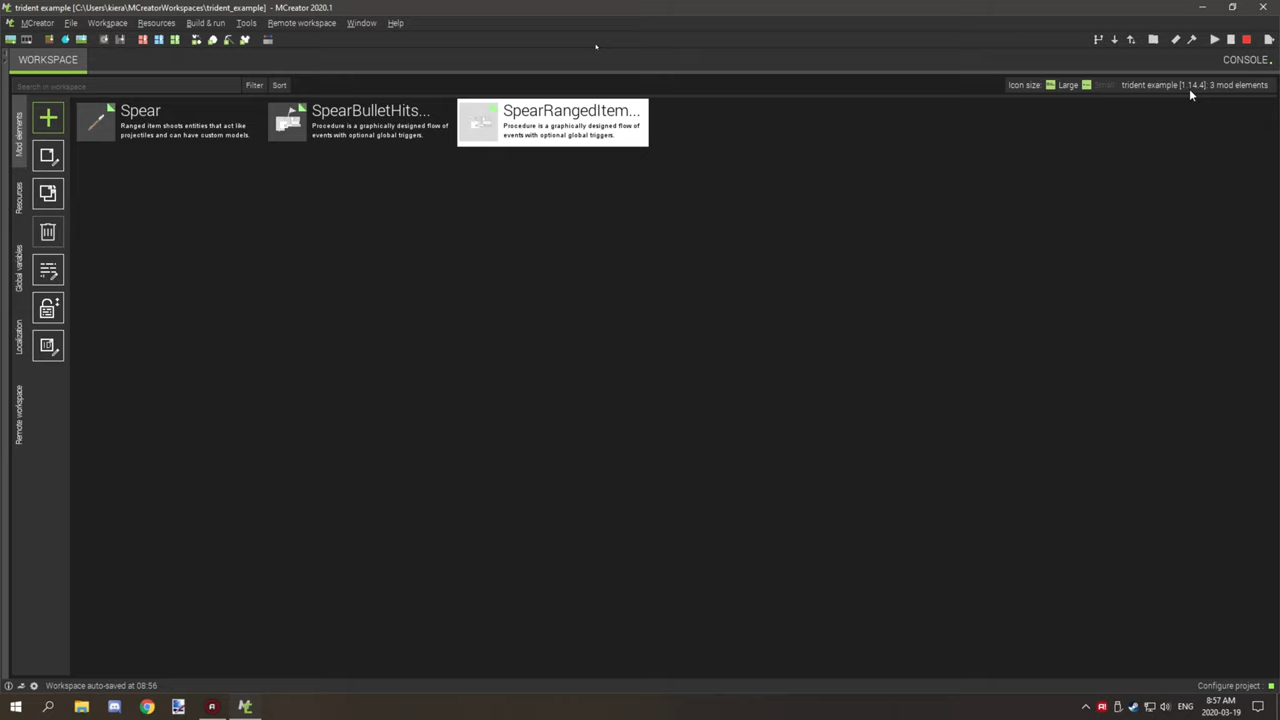 trident example [C:\Users\kiera\MCreatorWorkspaces\trident_example] - MCreator 2020.1
MCreator File Workspace Resources Build & run Tools Remote workspace Window Help
WORKSPACE
CONSOLE
Search in workspace
Filter Sort
Icon size: Large Small trident example [1.14.4]: 3 mod elements
Mod elements
Resources
Global variables
Localization
Remote workspace
Spear
Ranged item shoots entities that act like
projectiles and can have custom models.
SpearBulletHits...
Procedure is a graphically designed flow of
events with optional global triggers.
SpearRangedItem...
Procedure is a graphically designed flow of
events with optional global triggers.
ID
Workspace auto-saved at 08:56
Configure project :
ENG
8:57 AM
2020-03-19